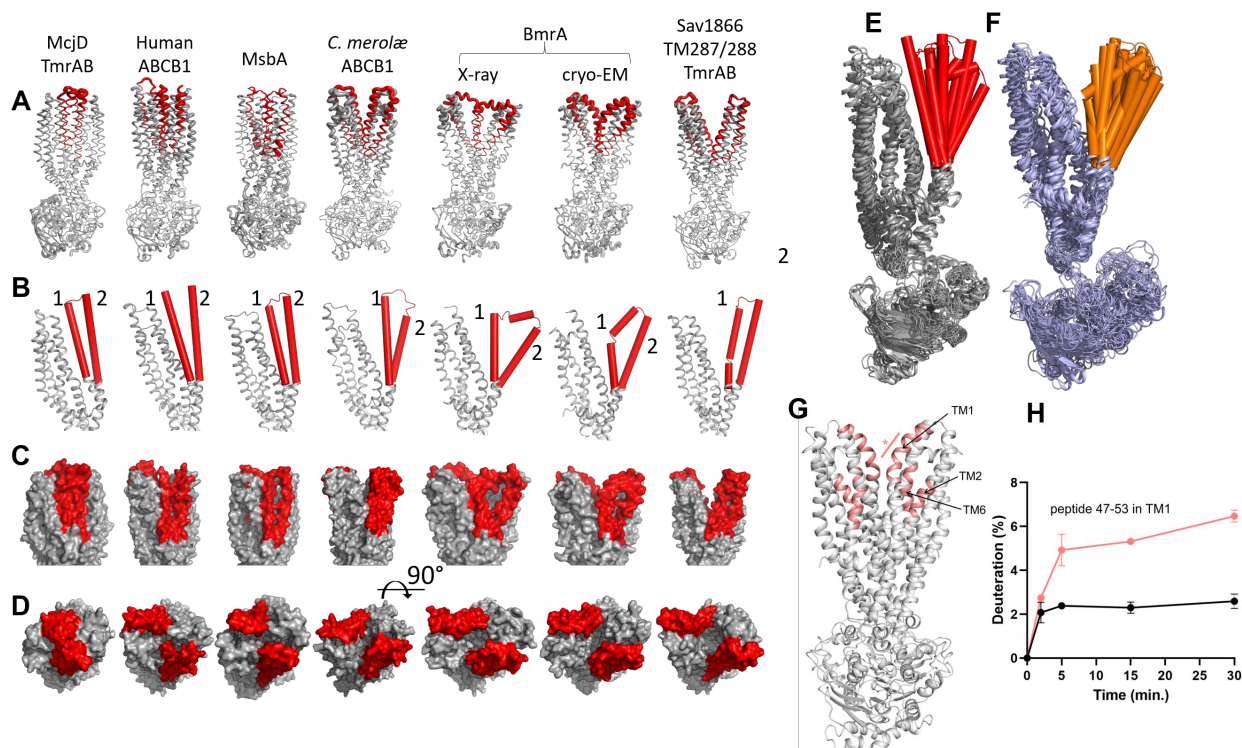 McjD
TmrAB
Human
ABCB1
MsbA
C. merolæ
ABCB1
BmrA
X-ray
cryo-EM
Sav1866
TM287/288
TmrAB
A
B
1
2
1
2
1
2
1
2
1
2
1
2
1
2
C
D
90°
E
F
G
*
TM1
TM2
TM6
H
peptide 47-53 in TM1
Deuteration (%)
8
6
4
2
0
0
5
10
15
20
25
30
Time (min.)